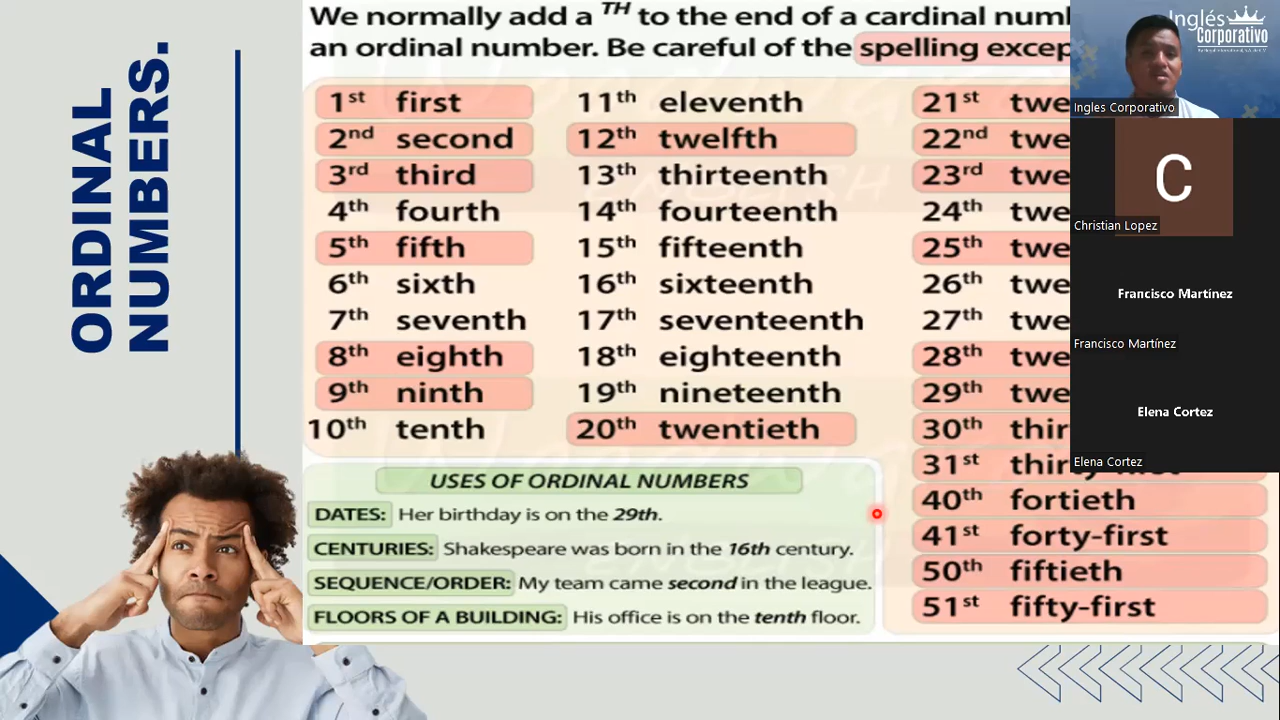 ORDINAL
NUMBERS.
We normally add a TH to the end of a cardinal
an ordinal number. Be careful of the spelling
1st first
2nd second
3rd third
4th fourth
5th fifth
6th sixth
7th seventh
8th eighth
9th ninth
10th tenth
11th eleventh
12th twelfth
13th thirteenth
14th fourteenth
15th fifteenth
16th sixteenth
17th seventeenth
18th eighteenth
19th nineteenth
20th twentieth
21st twe
22nd twe
23rd twe
24th twe
25th twe
26th twe
27th twe
28th twe
29th twe
30th thir
31st thirty-first
40th fortieth
41st forty-first
50th fiftieth
51st fifty-first
USES OF ORDINAL NUMBERS
DATES: Her birthday is on the 29th.
CENTURIES: Shakespeare was born in the 16th century.
SEQUENCE/ORDER: My team came second in the league.
FLOORS OF A BUILDING: His office is on the tenth floor.
Inglés
Corporativo
Ingles Corporativo
C
Christian Lopez
Francisco Martínez
Francisco Martínez
Elena Cortez
Elena Cortez